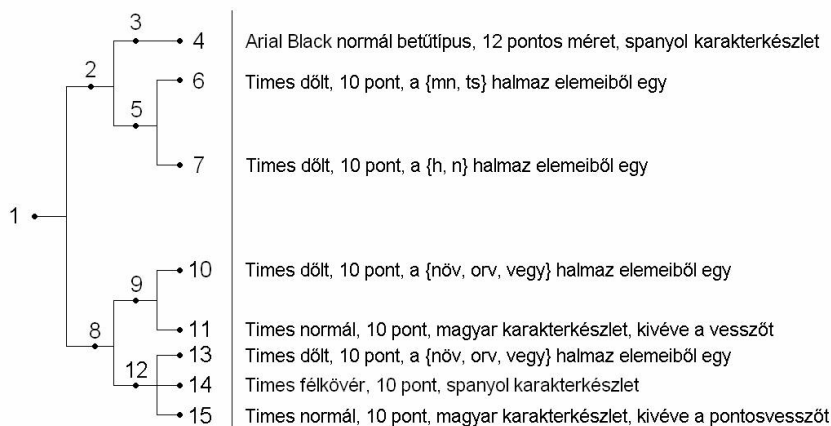 3
4 Arial Black normál betűtípus, 12 pontos méret, spanyol karakterkészlet
2
6 Times dőlt, 10 pont, a {mn, ts} halmaz elemeiből egy
5
7 Times dőlt, 10 pont, a {h, n} halmaz elemeiből egy
1
10 Times dőlt, 10 pont, a {növ, orv, vegy} halmaz elemeiből egy
9
11 Times normál, 10 pont, magyar karakterkészlet, kivéve a vesszőt
8
13 Times dőlt, 10 pont, a {növ, orv, vegy} halmaz elemeiből egy
12
14 Times félkövér, 10 pont, spanyol karakterkészlet
15 Times normál, 10 pont, magyar karakterkészlet, kivéve a pontosvesszőt